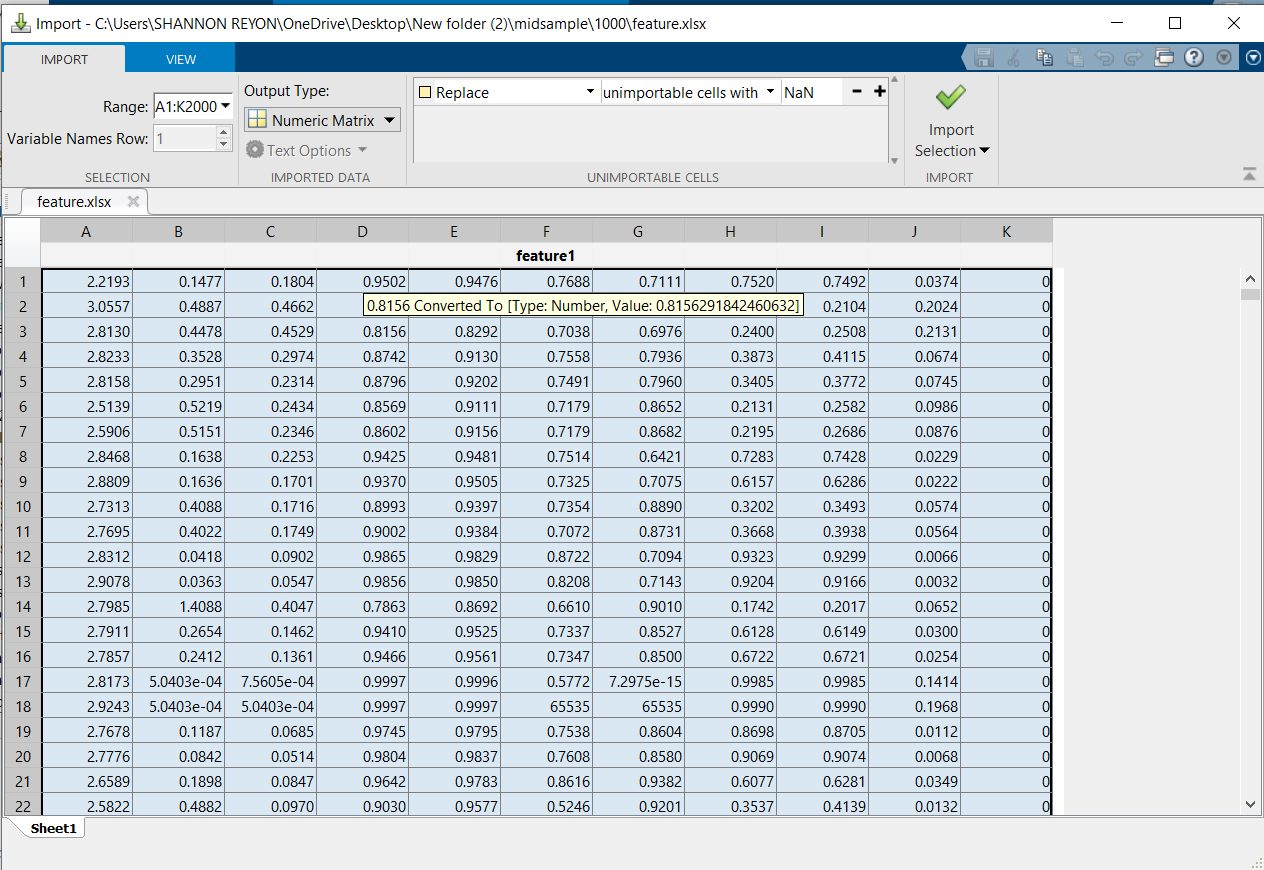 Import - C:\Users\SHANNON REYON\OneDrive\Desktop\New folder (2)\midsample\1000\feature.xlsx
IMPORT VIEW
Range: A1:K2000
Variable Names Row: 1
SELECTION
Output Type:
Numeric Matrix
Text Options
IMPORTED DATA
Replace unimportable cells with NaN
UNIMPORTABLE CELLS
Import
Selection
IMPORT
feature.xlsx
A B C D E F G H I J K
feature1
1 2.2193 0.1477 0.1804 0.9502 0.9476 0.7688 0.7111 0.7520 0.7492 0.0374 0
2 3.0557 0.4887 0.4662 0.8156 Converted To [Type: Number, Value: 0.8156291842460632] 0.2104 0.2024 0
3 2.8130 0.4478 0.4529 0.8156 0.8292 0.7038 0.6976 0.2400 0.2508 0.2131 0
4 2.8233 0.3528 0.2974 0.8742 0.9130 0.7558 0.7936 0.3873 0.4115 0.0674 0
5 2.8158 0.2951 0.2314 0.8796 0.9202 0.7491 0.7960 0.3405 0.3772 0.0745 0
6 2.5139 0.5219 0.2434 0.8569 0.9111 0.7179 0.8652 0.2131 0.2582 0.0986 0
7 2.5906 0.5151 0.2346 0.8602 0.9156 0.7179 0.8682 0.2195 0.2686 0.0876 0
8 2.8468 0.1638 0.2253 0.9425 0.9481 0.7514 0.6421 0.7283 0.7428 0.0229 0
9 2.8809 0.1636 0.1701 0.9370 0.9505 0.7325 0.7075 0.6157 0.6286 0.0222 0
10 2.7313 0.4088 0.1716 0.8993 0.9397 0.7354 0.8890 0.3202 0.3493 0.0574 0
11 2.7695 0.4022 0.1749 0.9002 0.9384 0.7072 0.8731 0.3668 0.3938 0.0564 0
12 2.8312 0.0418 0.0902 0.9865 0.9829 0.8722 0.7094 0.9323 0.9299 0.0066 0
13 2.9078 0.0363 0.0547 0.9856 0.9850 0.8208 0.7143 0.9204 0.9166 0.0032 0
14 2.7985 1.4088 0.4047 0.7863 0.8692 0.6610 0.9010 0.1742 0.2017 0.0652 0
15 2.7911 0.2654 0.1462 0.9410 0.9525 0.7337 0.8527 0.6128 0.6149 0.0300 0
16 2.7857 0.2412 0.1361 0.9466 0.9561 0.7347 0.8500 0.6722 0.6721 0.0254 0
17 2.8173 5.0403e-04 7.5605e-04 0.9997 0.9996 0.5772 7.2975e-15 0.9985 0.9985 0.1414 0
18 2.9243 5.0403e-04 5.0403e-04 0.9997 0.9997 65535 65535 0.9990 0.9990 0.1968 0
19 2.7678 0.1187 0.0685 0.9745 0.9795 0.7538 0.8604 0.8698 0.8705 0.0112 0
20 2.7776 0.0842 0.0514 0.9804 0.9837 0.7608 0.8580 0.9069 0.9074 0.0068 0
21 2.6589 0.1898 0.0847 0.9642 0.9783 0.8616 0.9382 0.6077 0.6281 0.0349 0
22 2.5822 0.4882 0.0970 0.9030 0.9577 0.5246 0.9201 0.3537 0.4139 0.0132 0
Sheet1